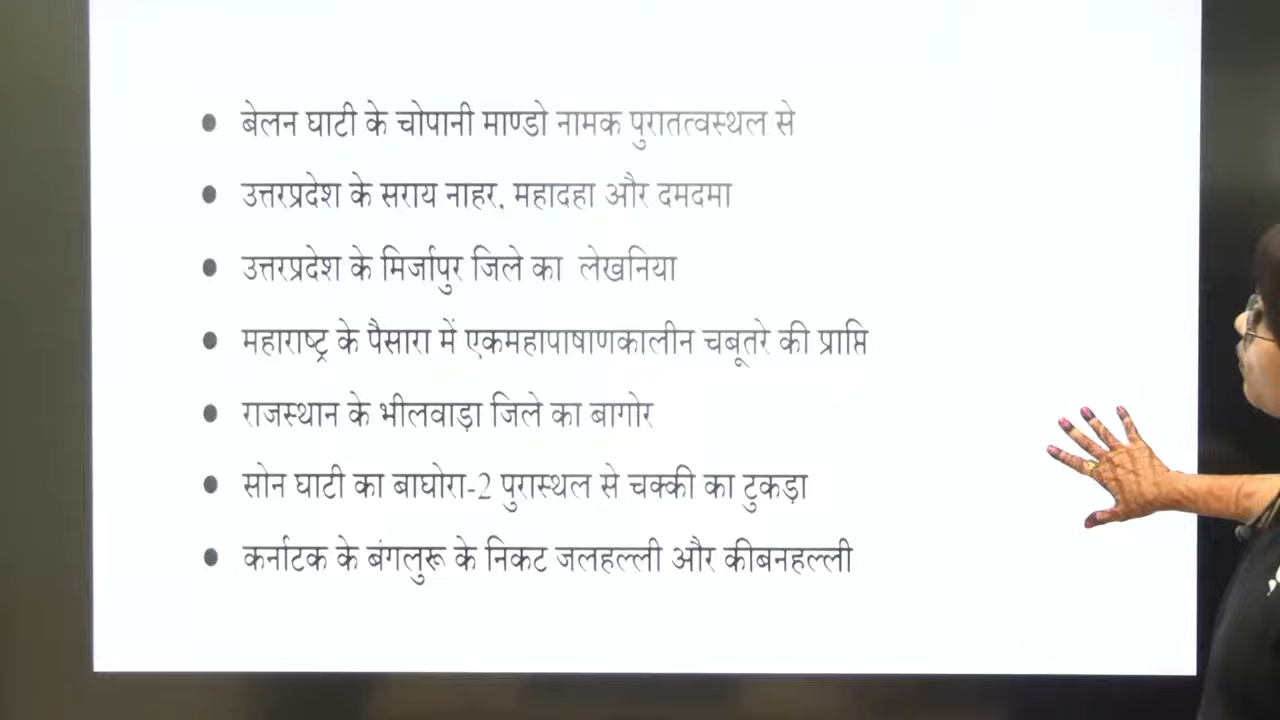 • बेलन घाटी के चोपानी माण्डो नामक पुरातत्वस्थल से
• उत्तरप्रदेश के सराय नाहर, महादहा और दमदमा
• उत्तरप्रदेश के मिर्जापुर जिले का लेखनिया
• महाराष्ट्र के पैसारा में एकमहापाषाणकालीन चबूतरे की प्राप्ति
• राजस्थान के भीलवाड़ा जिले का बागोर
• सोन घाटी का बाघोरा-2 पुरास्थल से चक्की का टुकड़ा
• कर्नाटक के बंगलुरू के निकट जलहल्ली और कीबनहल्ली